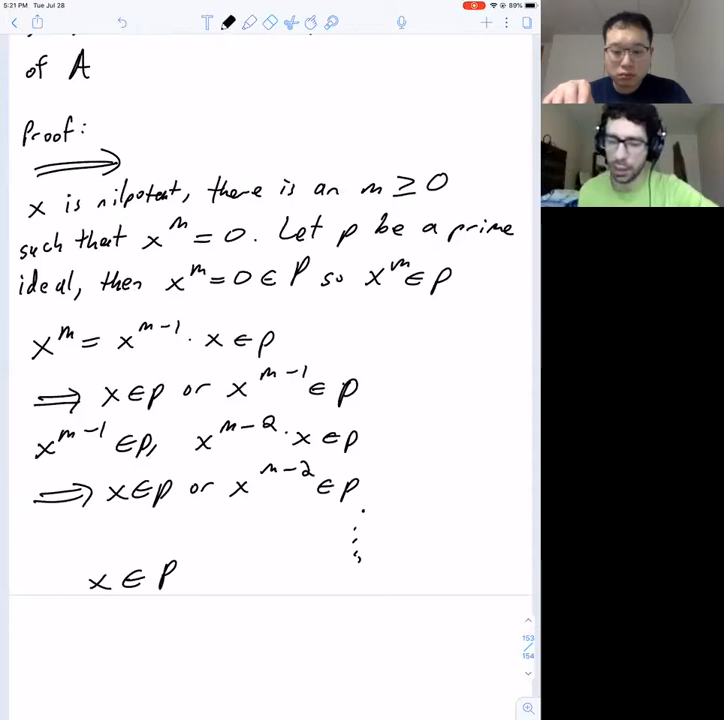 5:21 PM Tue Jul 28
89%
of A
Proof:
⟹
x is nilpotent, there is an m ≥ 0
such that x^m = 0. Let p be a prime
ideal, then x^m = 0 ∈ P so x^m ∈ p
x^m = x^{m-1} · x ∈ p
⟹ x ∈ p or x^{m-1} ∈ p
x^{m-1} ∈ p, x^{m-2} · x ∈ p
⟹ x ∈ p or x^{m-2} ∈ p.
⋮
x ∈ P
153
/
154